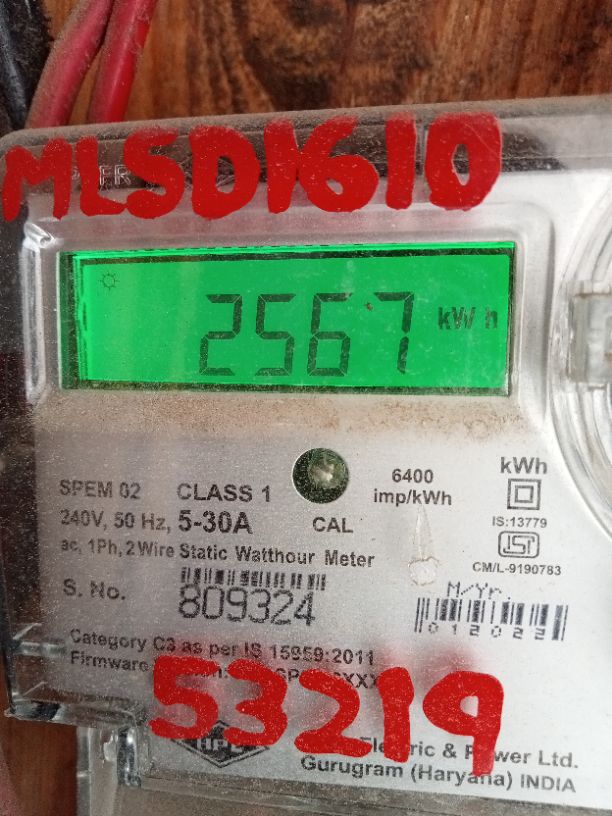 MLSD1610
2567 kW h
6400
imp/kWh
kWh
SPEM 02 CLASS 1
240V, 50 Hz, 5-30A CAL
IS:13779
ac, 1Ph, 2 Wire Static Watthour Meter
CM/L-9190783
S. No. 809324
M/Yr.
012022
Category C3 as per IS 15959:2011
Firmware
53219
Electric & Power Ltd.
Gurugram (Haryana) INDIA